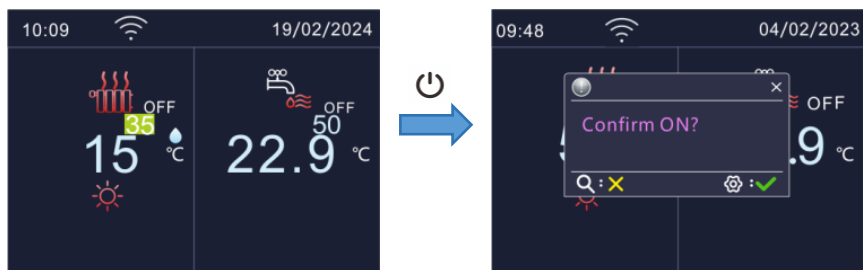 10:09 19/02/2024
OFF OFF
35 50
15 °C 22.9 °C
09:48 04/02/2023
OFF
.9 °C
Confirm ON?
: :